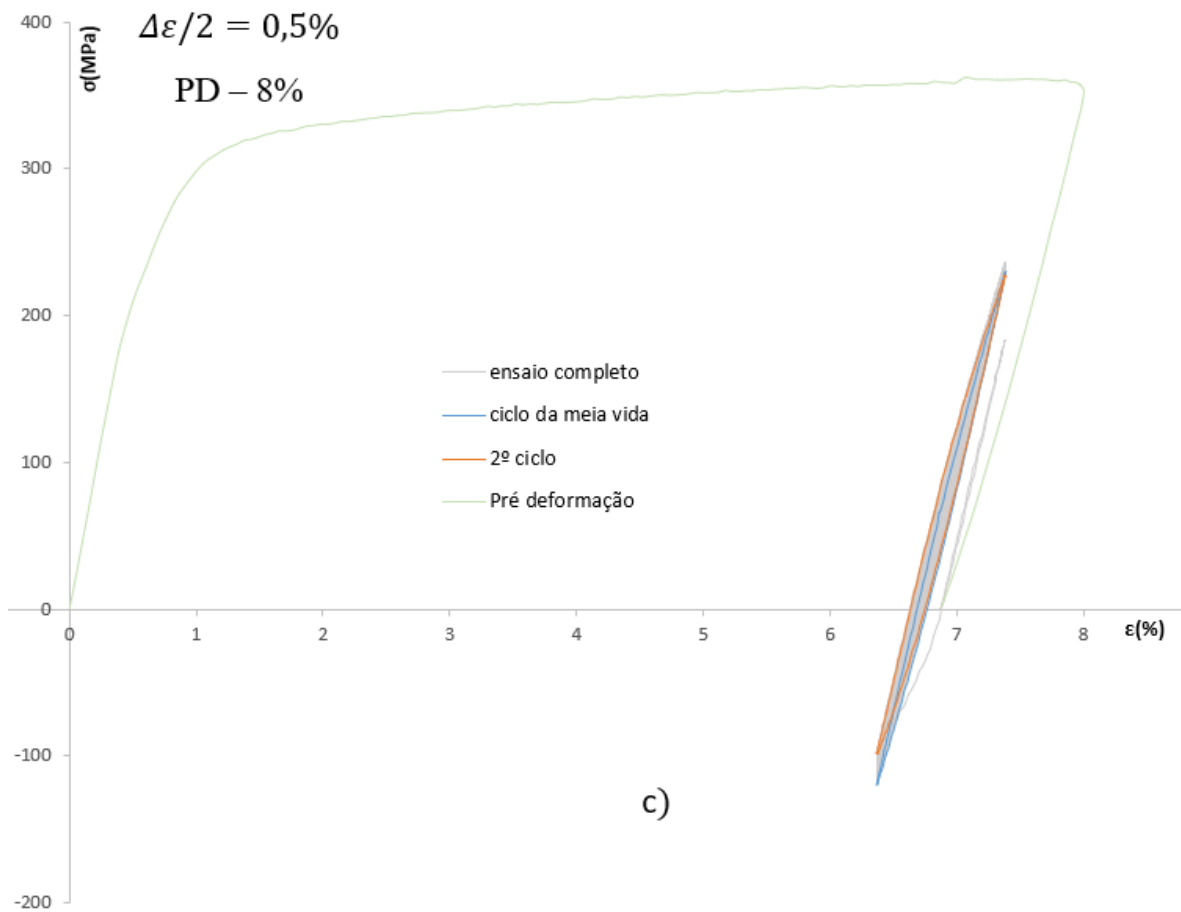 400
σ(MPa)
Δε/2 = 0,5%
PD – 8%
300
200
ensaio completo
ciclo da meia vida
2º ciclo
Pré deformação
100
0
0 1 2 3 4 5 6 7 8
ε(%)
-100
c)
-200